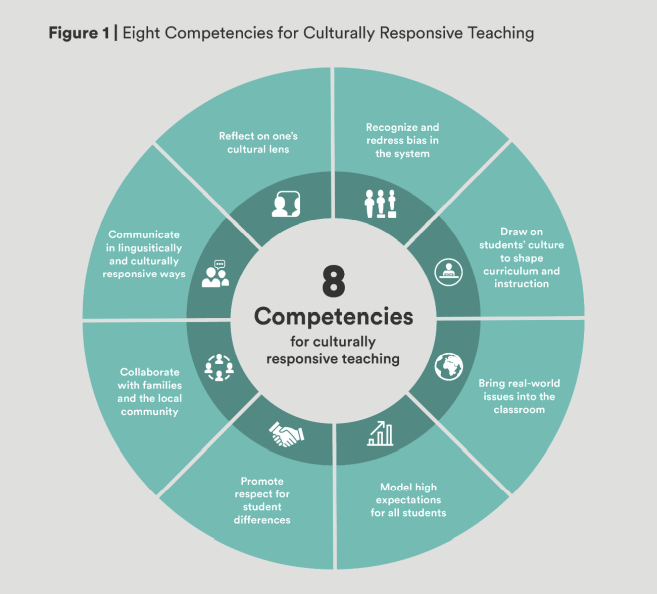 Figure 1 | Eight Competencies for Culturally Responsive Teaching
Reflect on one's
cultural lens
Recognize and
redress bias in
the system
Draw on
students' culture
to shape
curriculum and
instruction
Bring real-world
issues into the
classroom
Model high
expectations
for all students
Promote
respect for
student
differences
Collaborate
with families
and the local
community
Communicate
in lingusitically
and culturally
responsive ways
8
Competencies
for culturally
responsive teaching